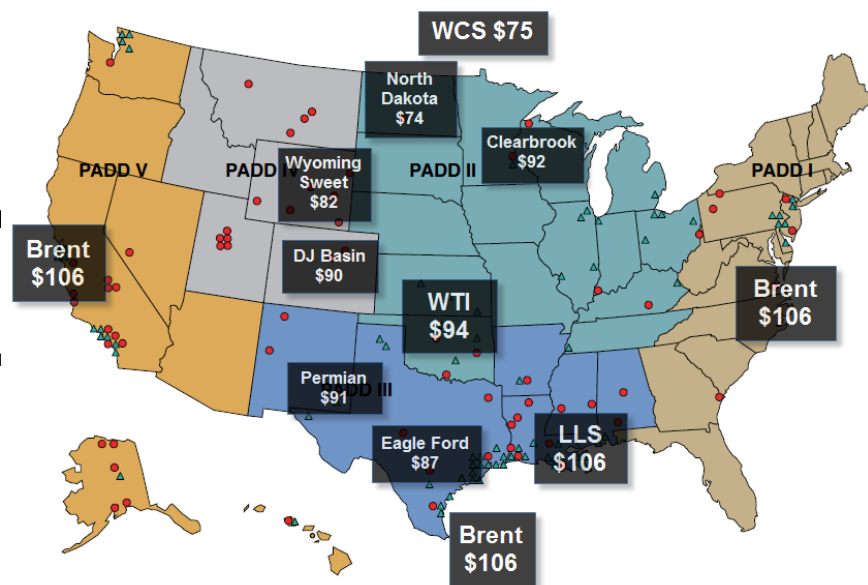 WCS $75
North
Dakota
$74
Clearbrook
$92
PADD V
PADD IV
Wyoming
Sweet
$82
PADD II
PADD I
Brent
$106
DJ Basin
$90
WTI
$94
Brent
$106
Permian
$91
PADD III
Eagle Ford
$87
LLS
$106
Brent
$106